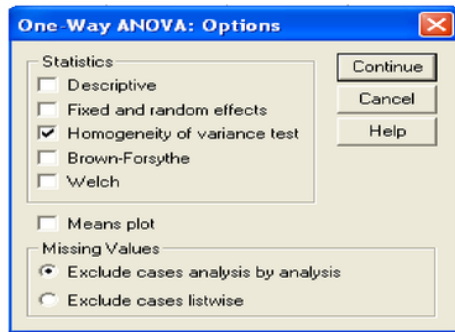 One-Way ANOVA: Options
Statistics
Descriptive
Fixed and random effects
Homogeneity of variance test
Brown-Forsythe
Welch
Means plot
Missing Values
Exclude cases analysis by analysis
Exclude cases listwise
Continue
Cancel
Help